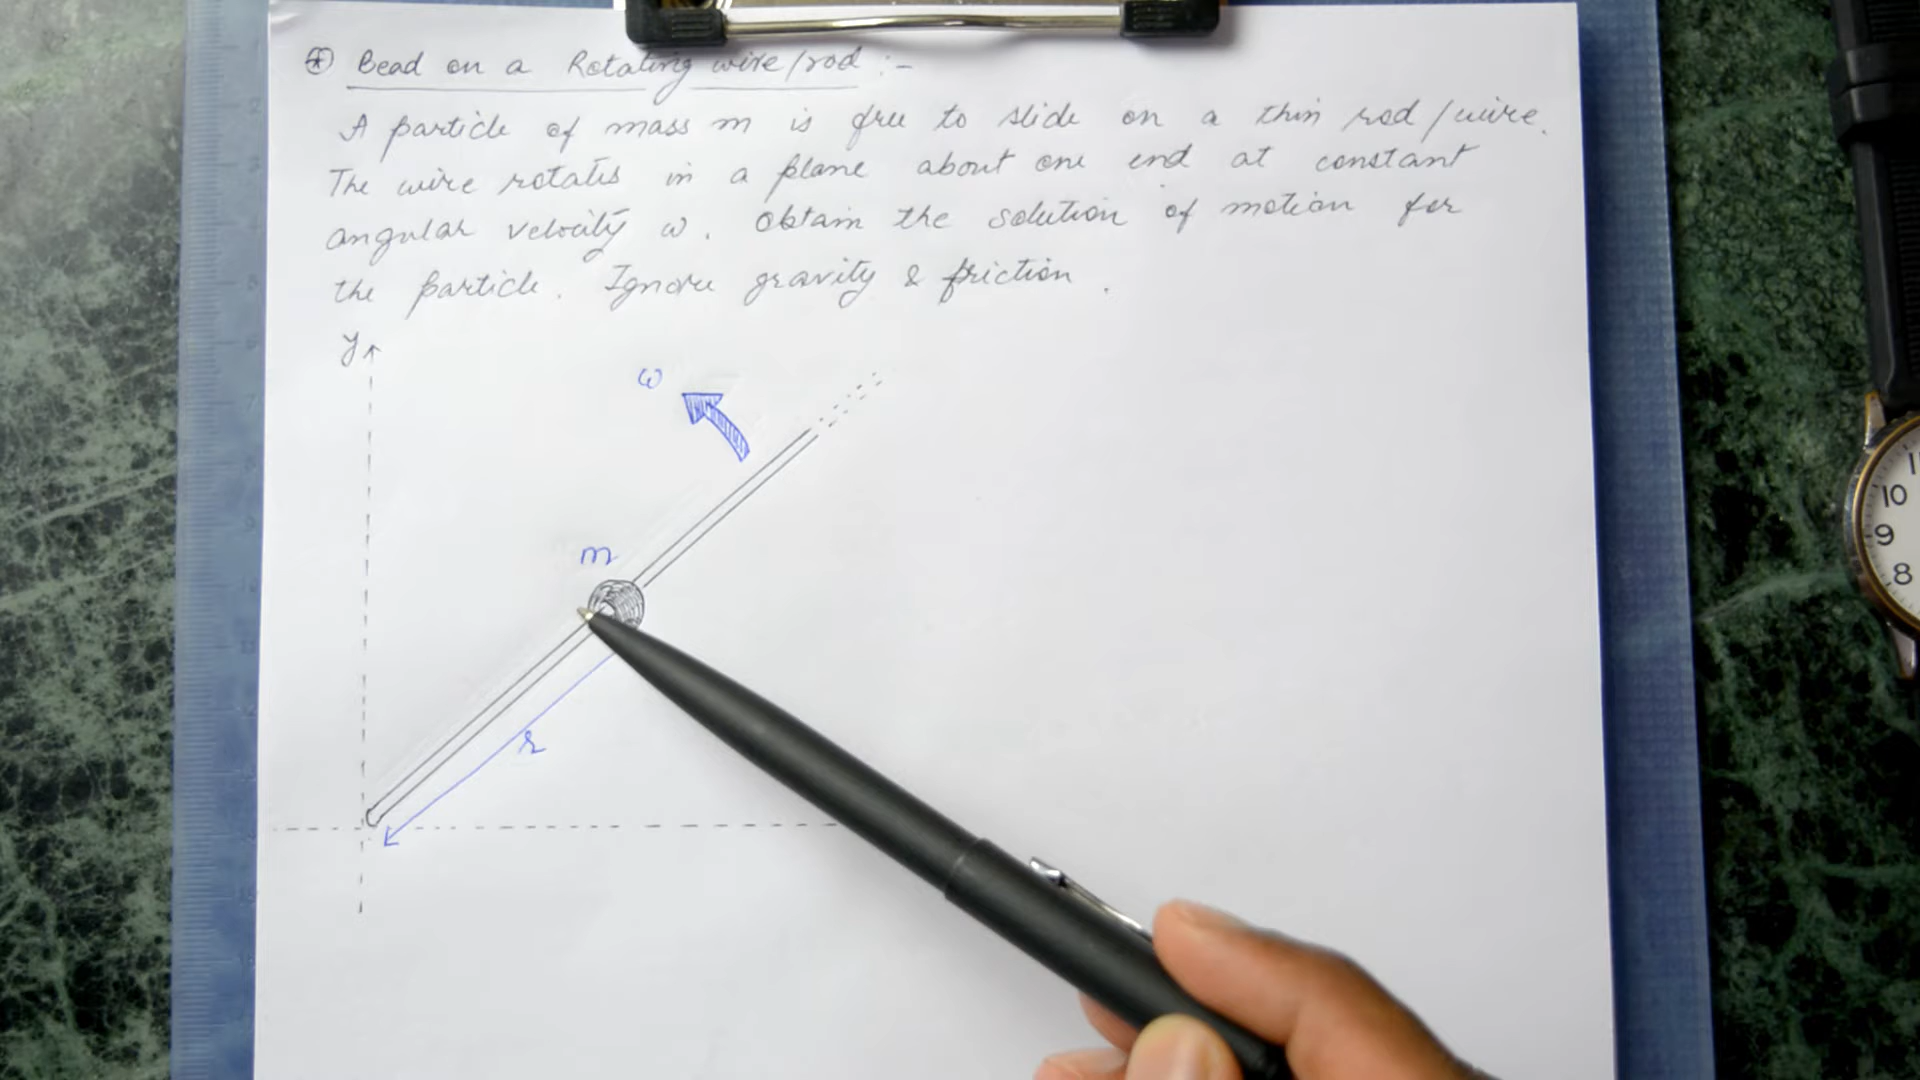 ⊛ Bead on a Rotating wire/rod :-
A particle of mass m is free to slide on a thin rod/wire.
The wire rotates in a plane about one end at constant
angular velocity ω. Obtain the solution of motion for
the particle. Ignore gravity & friction.
y
ω
m
r
11
10
9
8